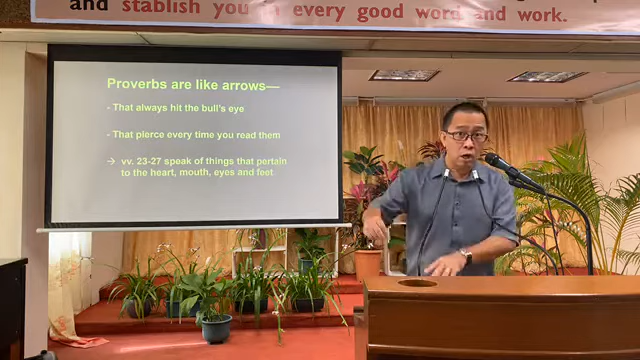 and stablish you in every good word and work.
Proverbs are like arrows—
- That always hit the bull's eye
- That pierce every time you read them
→ vv. 23-27 speak of things that pertain
to the heart, mouth, eyes and feet